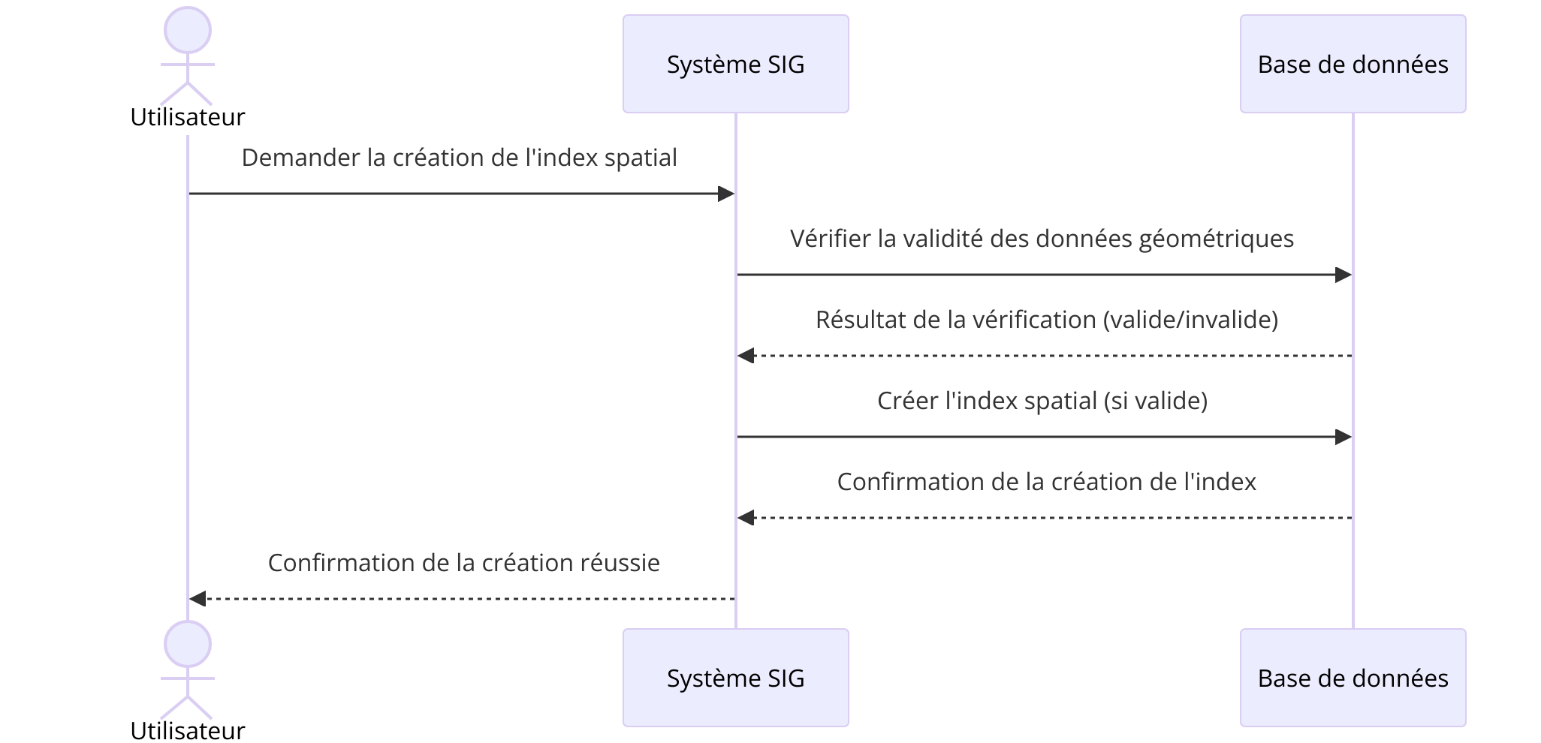 Utilisateur
Système SIG
Base de données
Demander la création de l'index spatial
Vérifier la validité des données géométriques
Résultat de la vérification (valide/invalide)
Créer l'index spatial (si valide)
Confirmation de la création de l'index
Confirmation de la création réussie
Utilisateur
Système SIG
Base de données